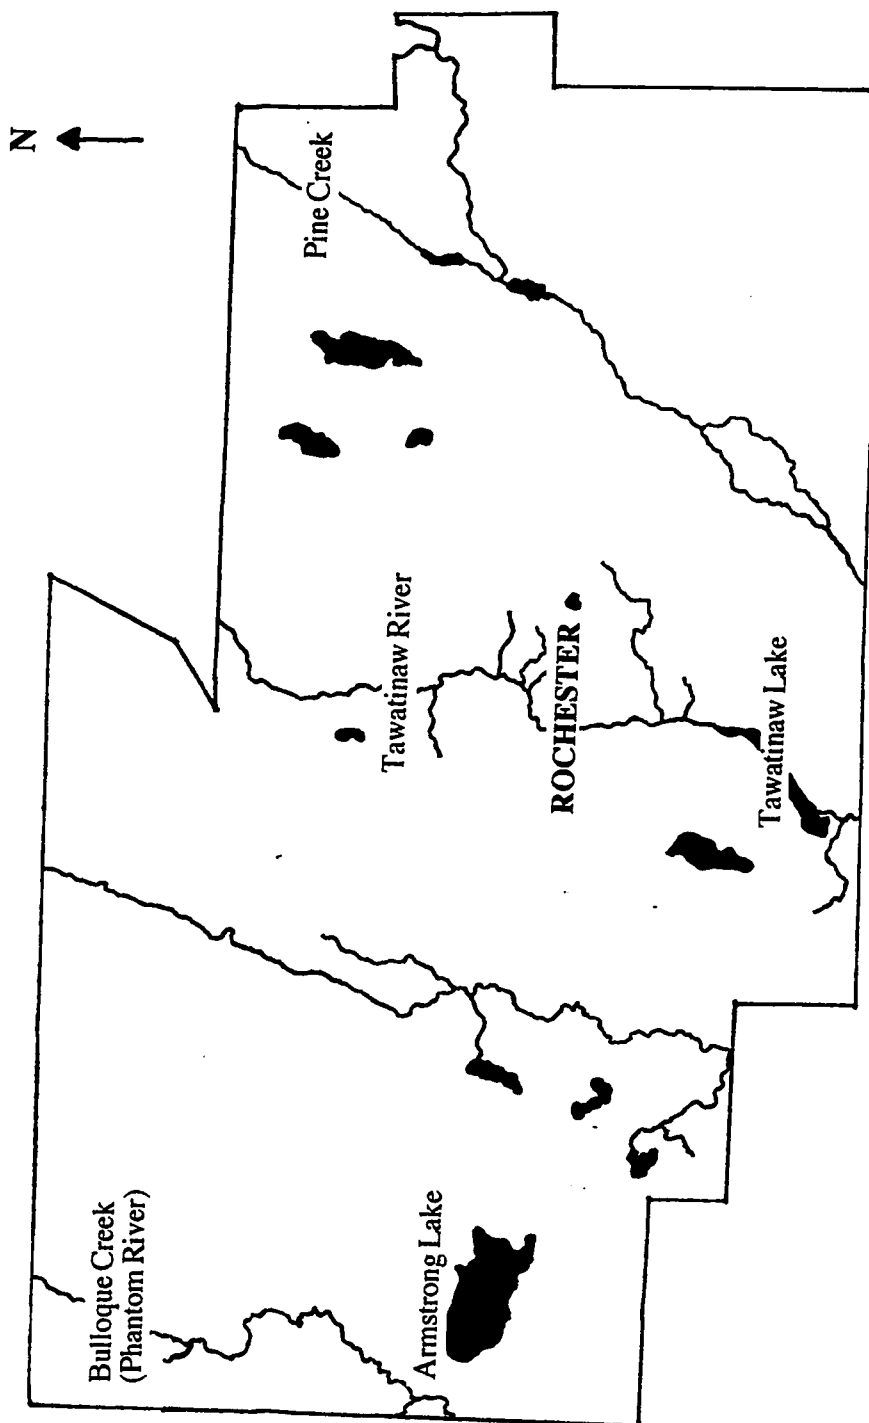 N
Pine Creek
Tawatinaw River
ROCHESTER
Tawatinaw Lake
Bulloque Creek
(Phantom River)
Armstrong Lake